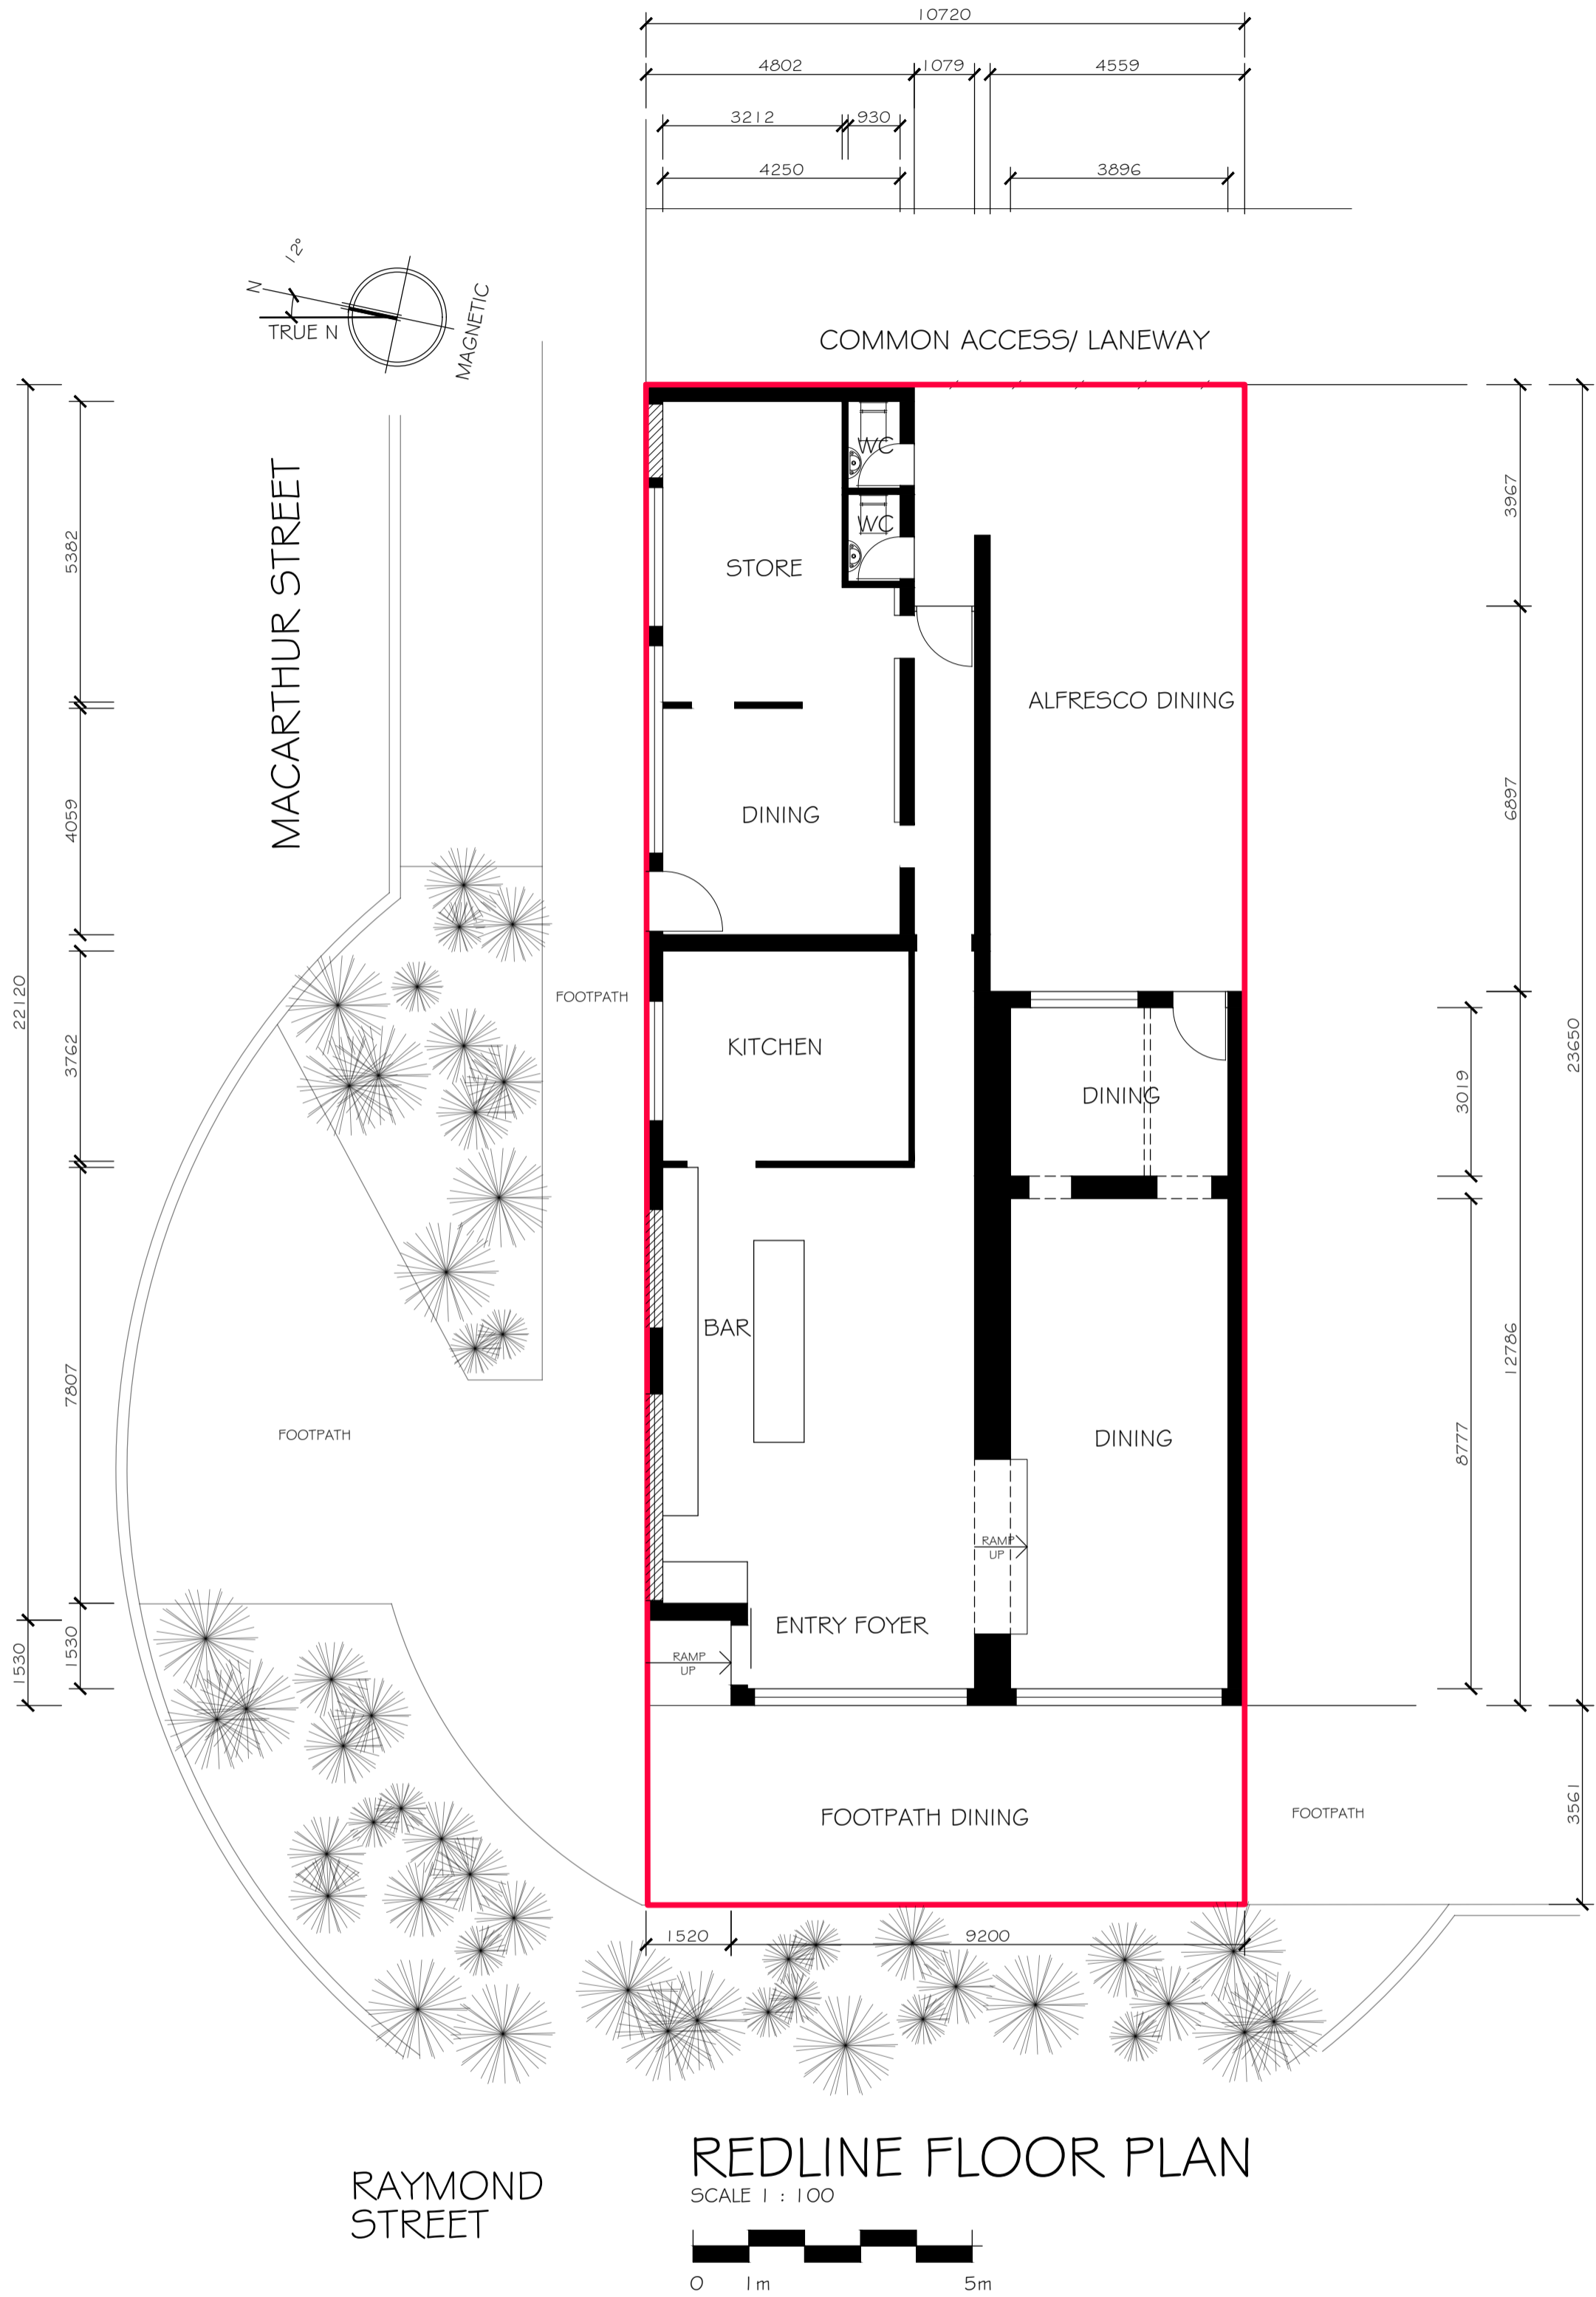 10720
4802
1079
4559
3212
930
4250
3896
12°
N
TRUE N
MAGNETIC
COMMON ACCESS/ LANEWAY
MACARTHUR STREET
WC
WC
STORE
ALFRESCO DINING
DINING
FOOTPATH
KITCHEN
DINING
BAR
FOOTPATH
DINING
RAMP
UP
ENTRY FOYER
RAMP
UP
FOOTPATH DINING
FOOTPATH
5382
4059
3762
7807
1530
22120
1530
3967
6897
12786
3019
8777
23650
3561
1520
9200
REDLINE FLOOR PLAN
SCALE 1 : 100
RAYMOND
STREET
0 1m 5m